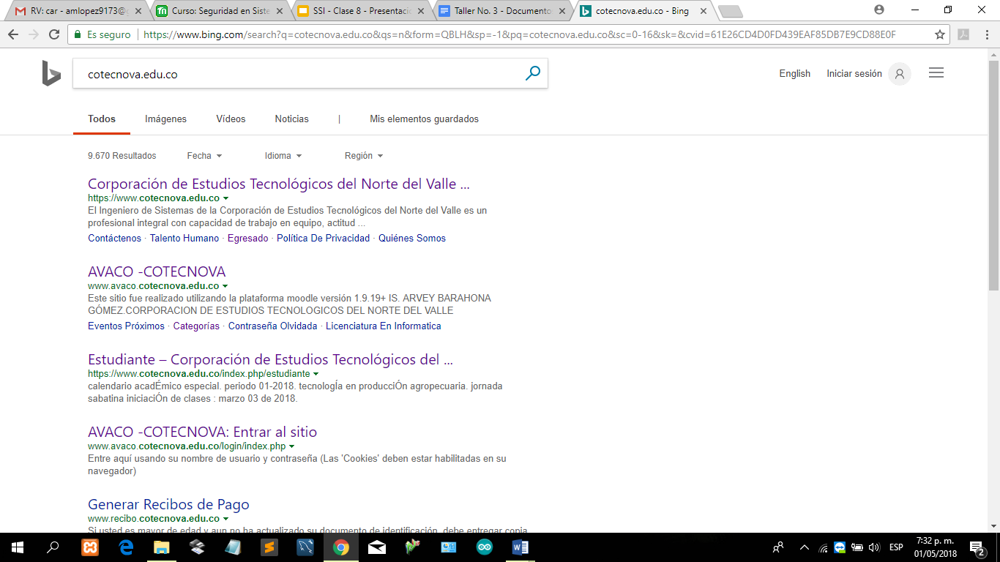 RV: car - amlopez9173@g
Curso: Seguridad en Siste
SSI - Clase 8 - Presentació
Taller No. 3 - Documento
cotecnova.edu.co - Bing
Es seguro
https://www.bing.com/search?q=cotecnova.edu.co&qs=n&form=QBLH&sp=-1&pq=cotecnova.edu.co&sc=0-16&sk=&cvid=61E26CD4D0FD439EAF85DB7E9CD88E0F
cotecnova.edu.co
English Iniciar sesión
Todos Imágenes Vídeos Noticias | Mis elementos guardados
9.670 Resultados Fecha Idioma Región
Corporación de Estudios Tecnológicos del Norte del Valle ...
https://www.cotecnova.edu.co
El Ingeniero de Sistemas de la Corporación de Estudios Tecnológicos del Norte del Valle es un
profesional integral con capacidad de trabajo en equipo, actitud ...
Contáctenos · Talento Humano · Egresado · Política De Privacidad · Quiénes Somos
AVACO -COTECNOVA
www.avaco.cotecnova.edu.co
Este sitio fue realizado utilizando la plataforma moodle versión 1.9.19+ IS. ARVEY BARAHONA
GÓMEZ.CORPORACION DE ESTUDIOS TECNOLOGICOS DEL NORTE DEL VALLE
Eventos Próximos · Categorías · Contraseña Olvidada · Licenciatura En Informatica
Estudiante – Corporación de Estudios Tecnológicos del ...
https://www.cotecnova.edu.co/index.php/estudiante
calendario acadÉmico especial. periodo 01-2018. tecnologÍa en producciÓn agropecuaria. jornada
sabatina iniciaciÓn de clases : marzo 03 de 2018.
AVACO -COTECNOVA: Entrar al sitio
www.avaco.cotecnova.edu.co/login/index.php
Entre aquí usando su nombre de usuario y contraseña (Las 'Cookies' deben estar habilitadas en su
navegador)
Generar Recibos de Pago
www.recibo.cotecnova.edu.co
Si usted es mayor de edad y aun no ha actualizado su documento de identificación, debe entregar copia
ESP
7:32 p. m.
01/05/2018
2